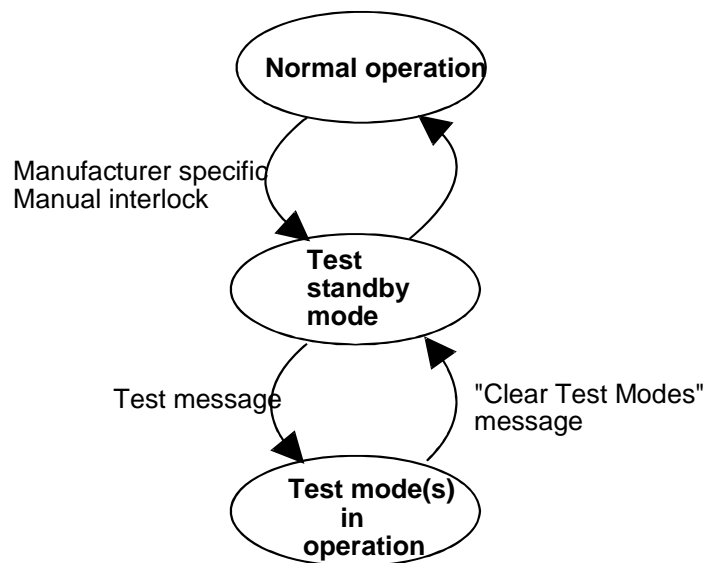 Normal operation
Manufacturer specific
Manual interlock
Test
standby
mode
Test message
"Clear Test Modes"
message
Test mode(s)
in
operation